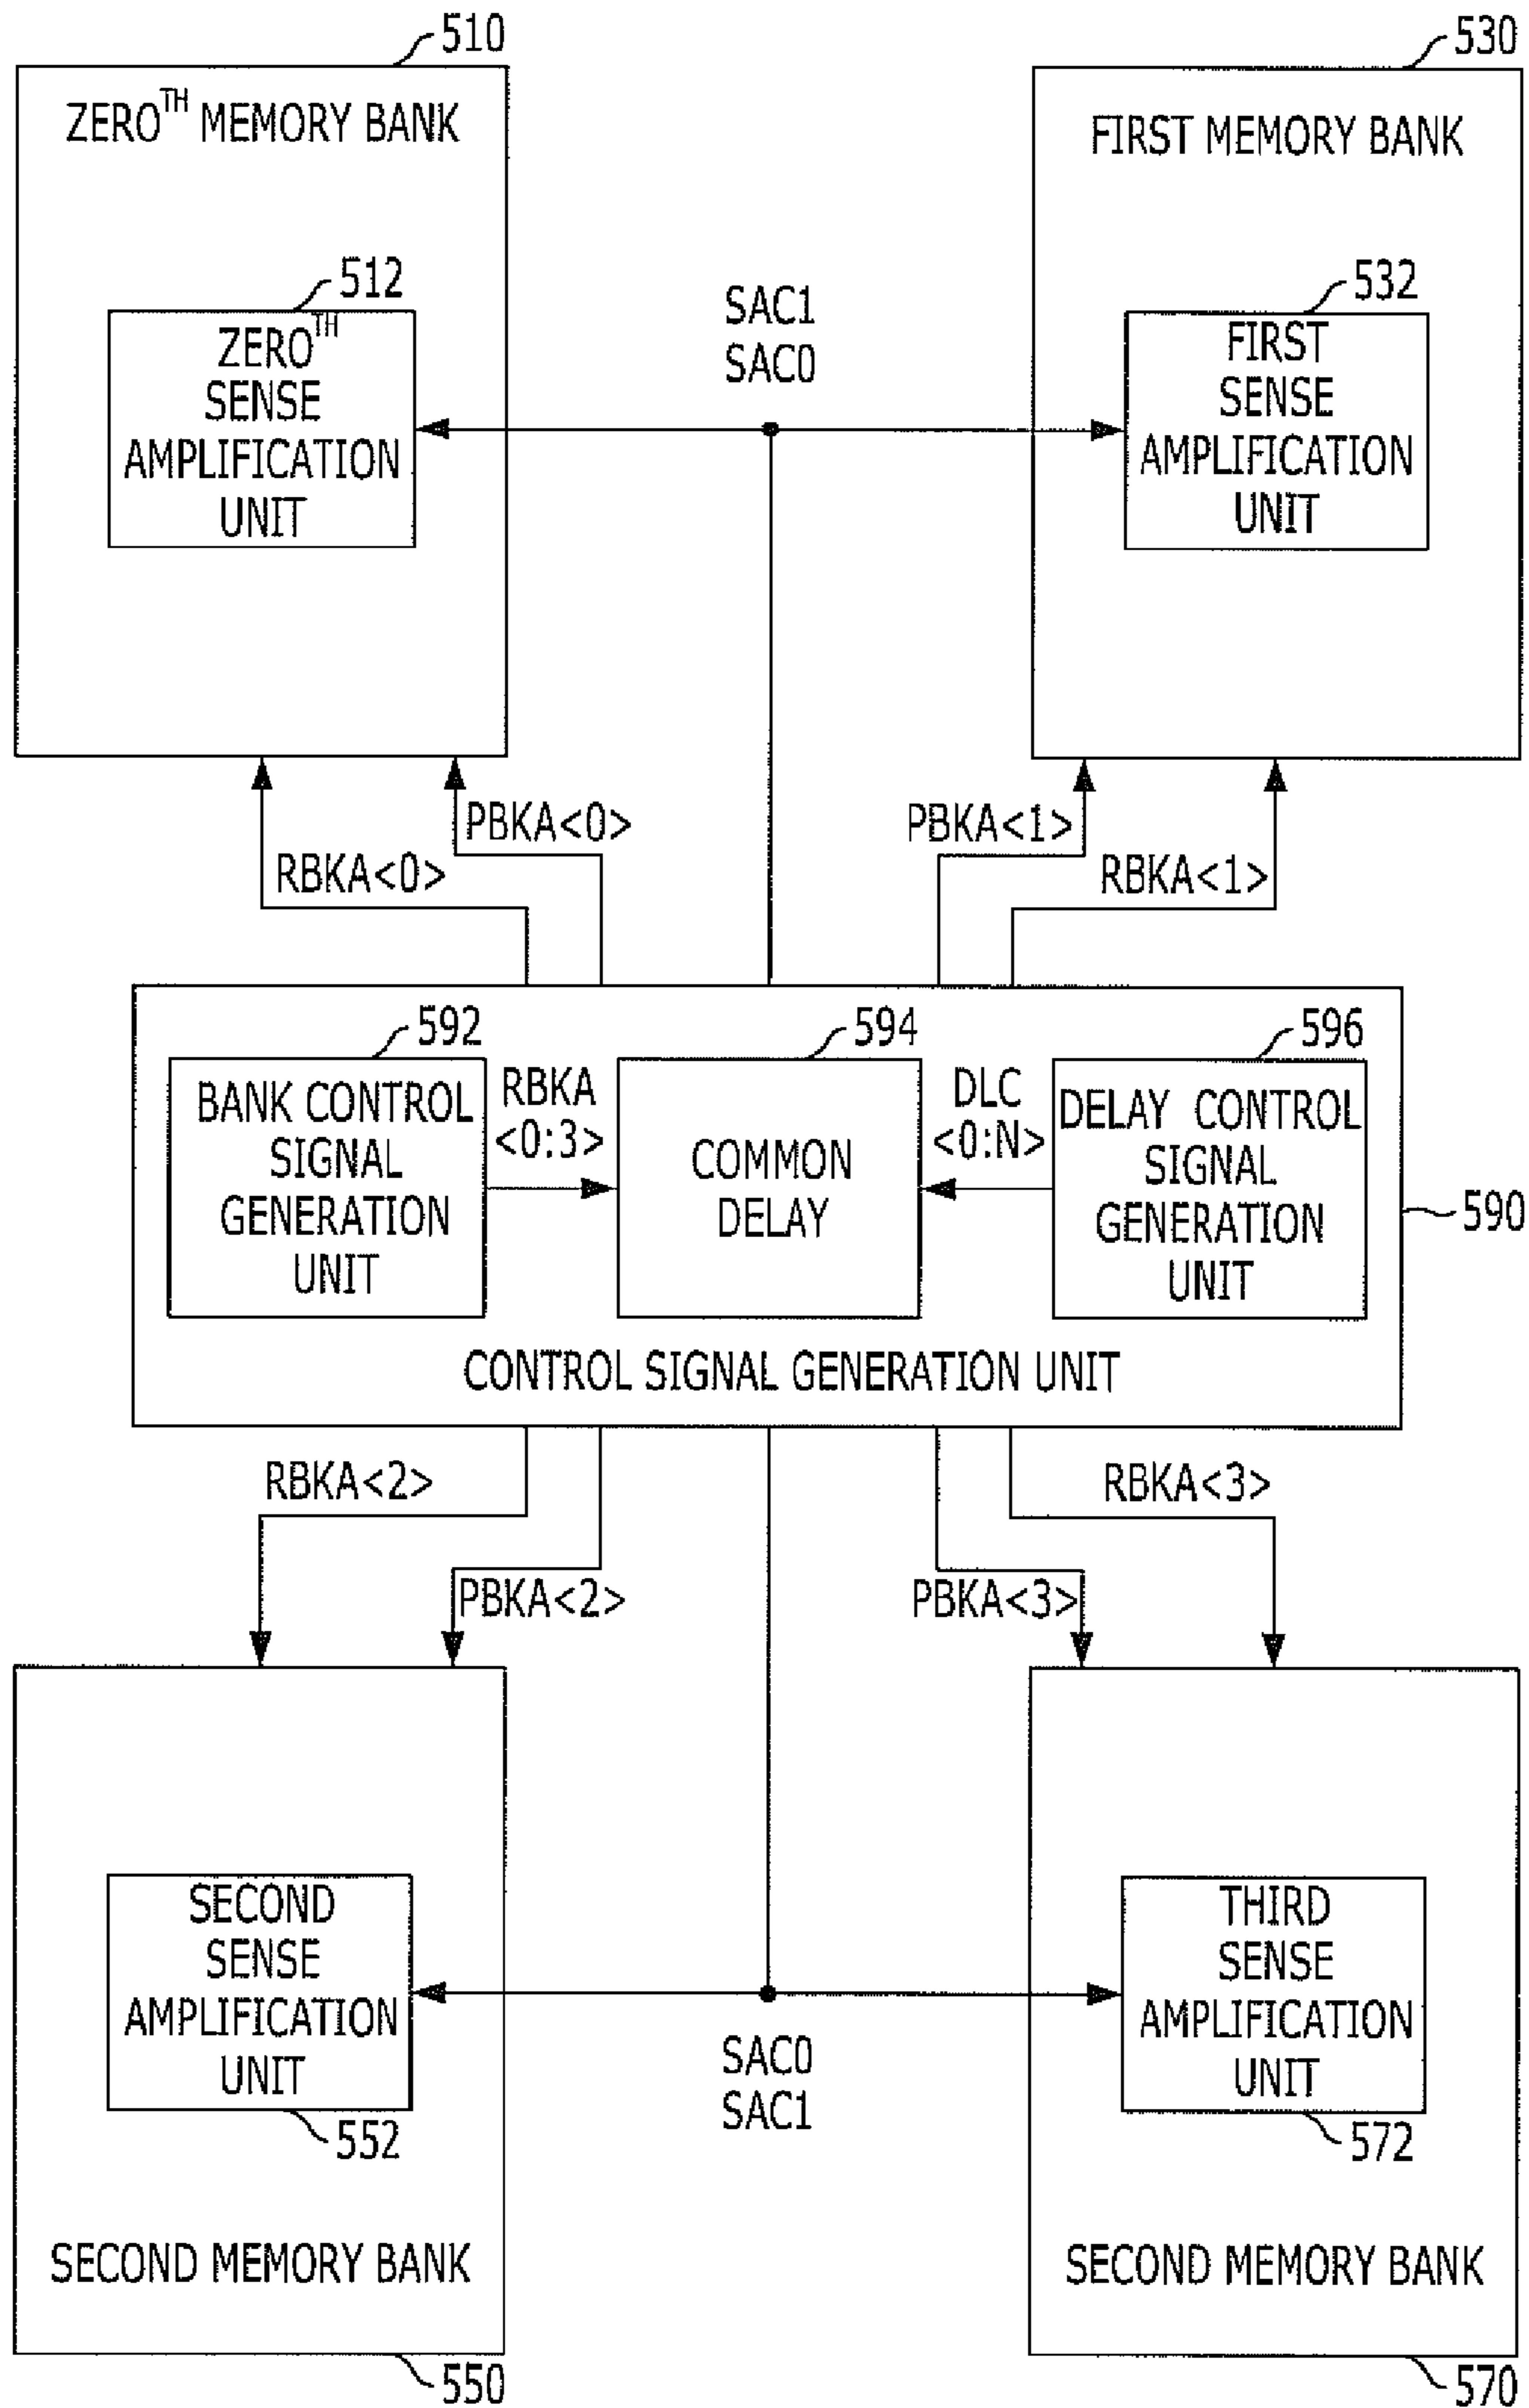 510
530
ZERO TH MEMORY BANK
FIRST MEMORY BANK
512
532
ZERO TH
SENSE
AMPLIFICATION
UNIT
SAC1
SAC0
FIRST
SENSE
AMPLIFICATION
UNIT
PBKA<0>
RBKA<0>
PBKA<1>
RBKA<1>
592
594
596
BANK CONTROL
SIGNAL
GENERATION
UNIT
RBKA
<0:3>
COMMON
DELAY
DLC
<0:N>
DELAY CONTROL
SIGNAL
GENERATION
UNIT
590
CONTROL SIGNAL GENERATION UNIT
RBKA<2>
PBKA<2>
RBKA<3>
PBKA<3>
SECOND
SENSE
AMPLIFICATION
UNIT
552
SAC0
SAC1
THIRD
SENSE
AMPLIFICATION
UNIT
572
SECOND MEMORY BANK
SECOND MEMORY BANK
550
570